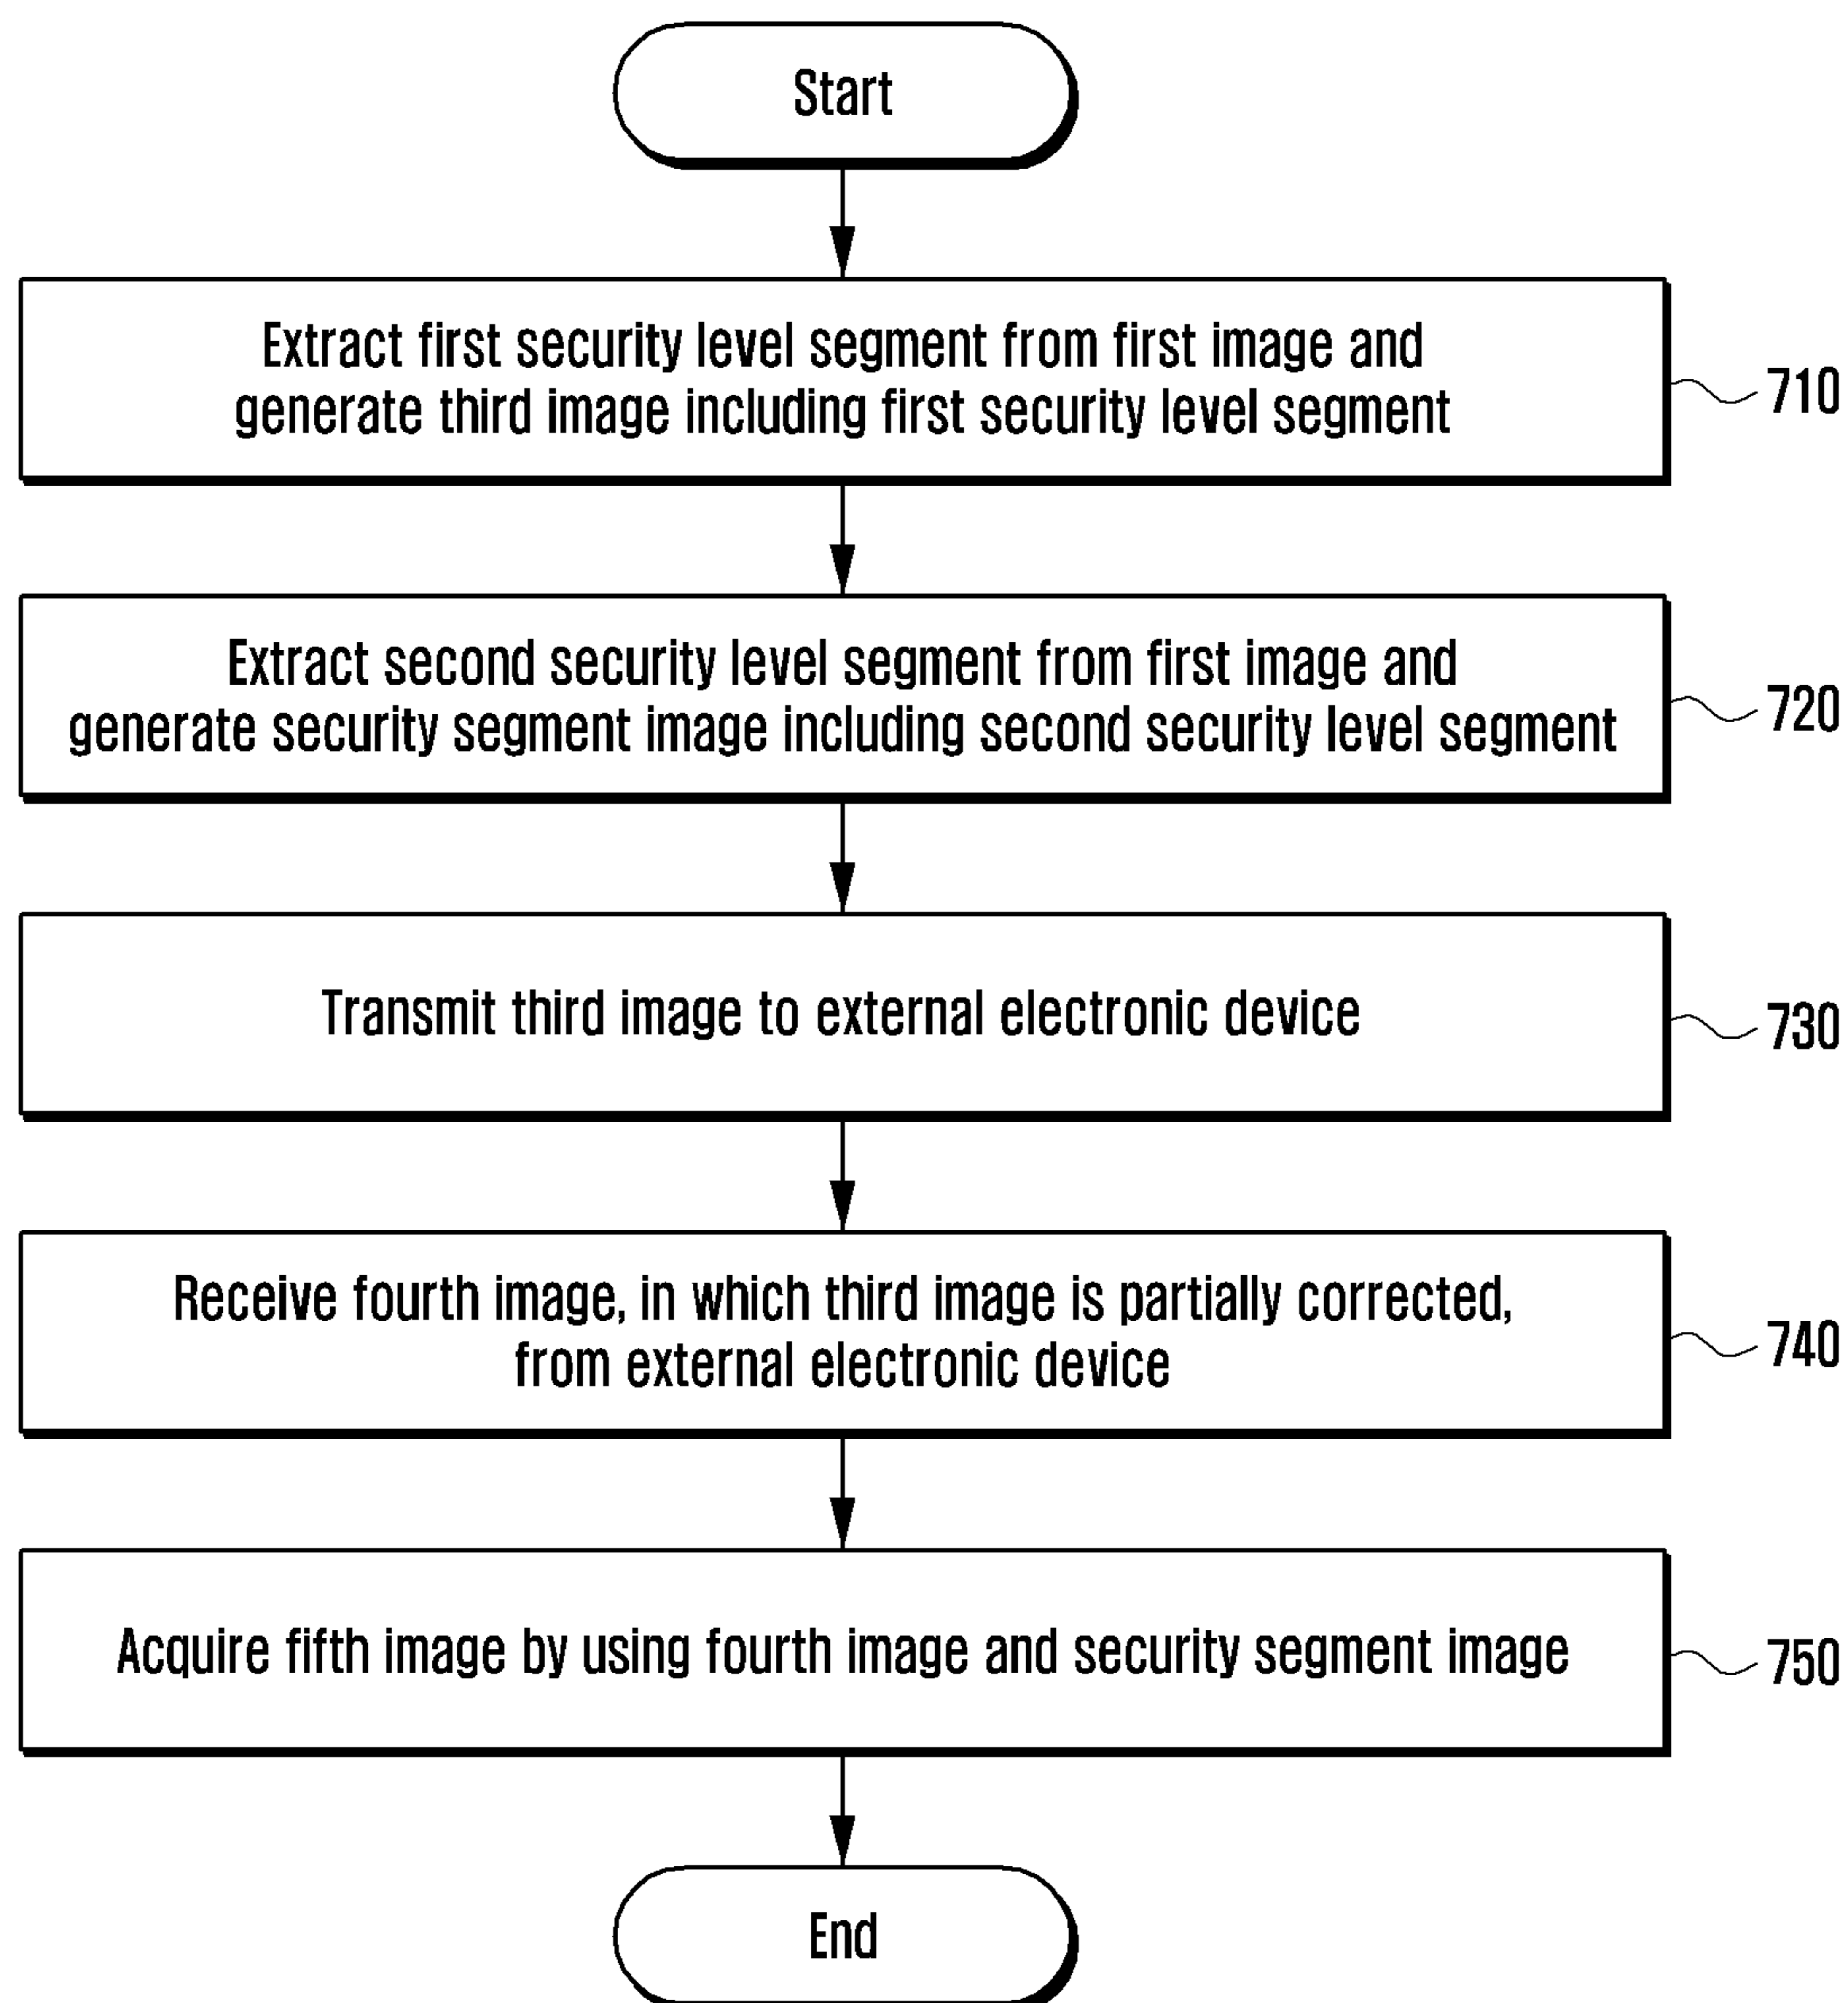 Start
Extract first security level segment from first image and
generate third image including first security level segment
710
Extract second security level segment from first image and
generate security segment image including second security level segment
720
Transmit third image to external electronic device
730
Receive fourth image, in which third image is partially corrected,
from external electronic device
740
Acquire fifth image by using fourth image and security segment image
750
End